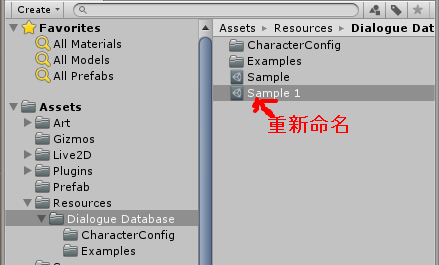 Create
Favorites
All Materials
All Models
All Prefabs
Assets
Art
Gizmos
Live2D
Plugins
Prefab
Resources
Dialogue Database
CharacterConfig
Examples
Assets ▸ Resources ▸ Dialogue Dat
CharacterConfig
Examples
Sample
Sample 1
重新命名